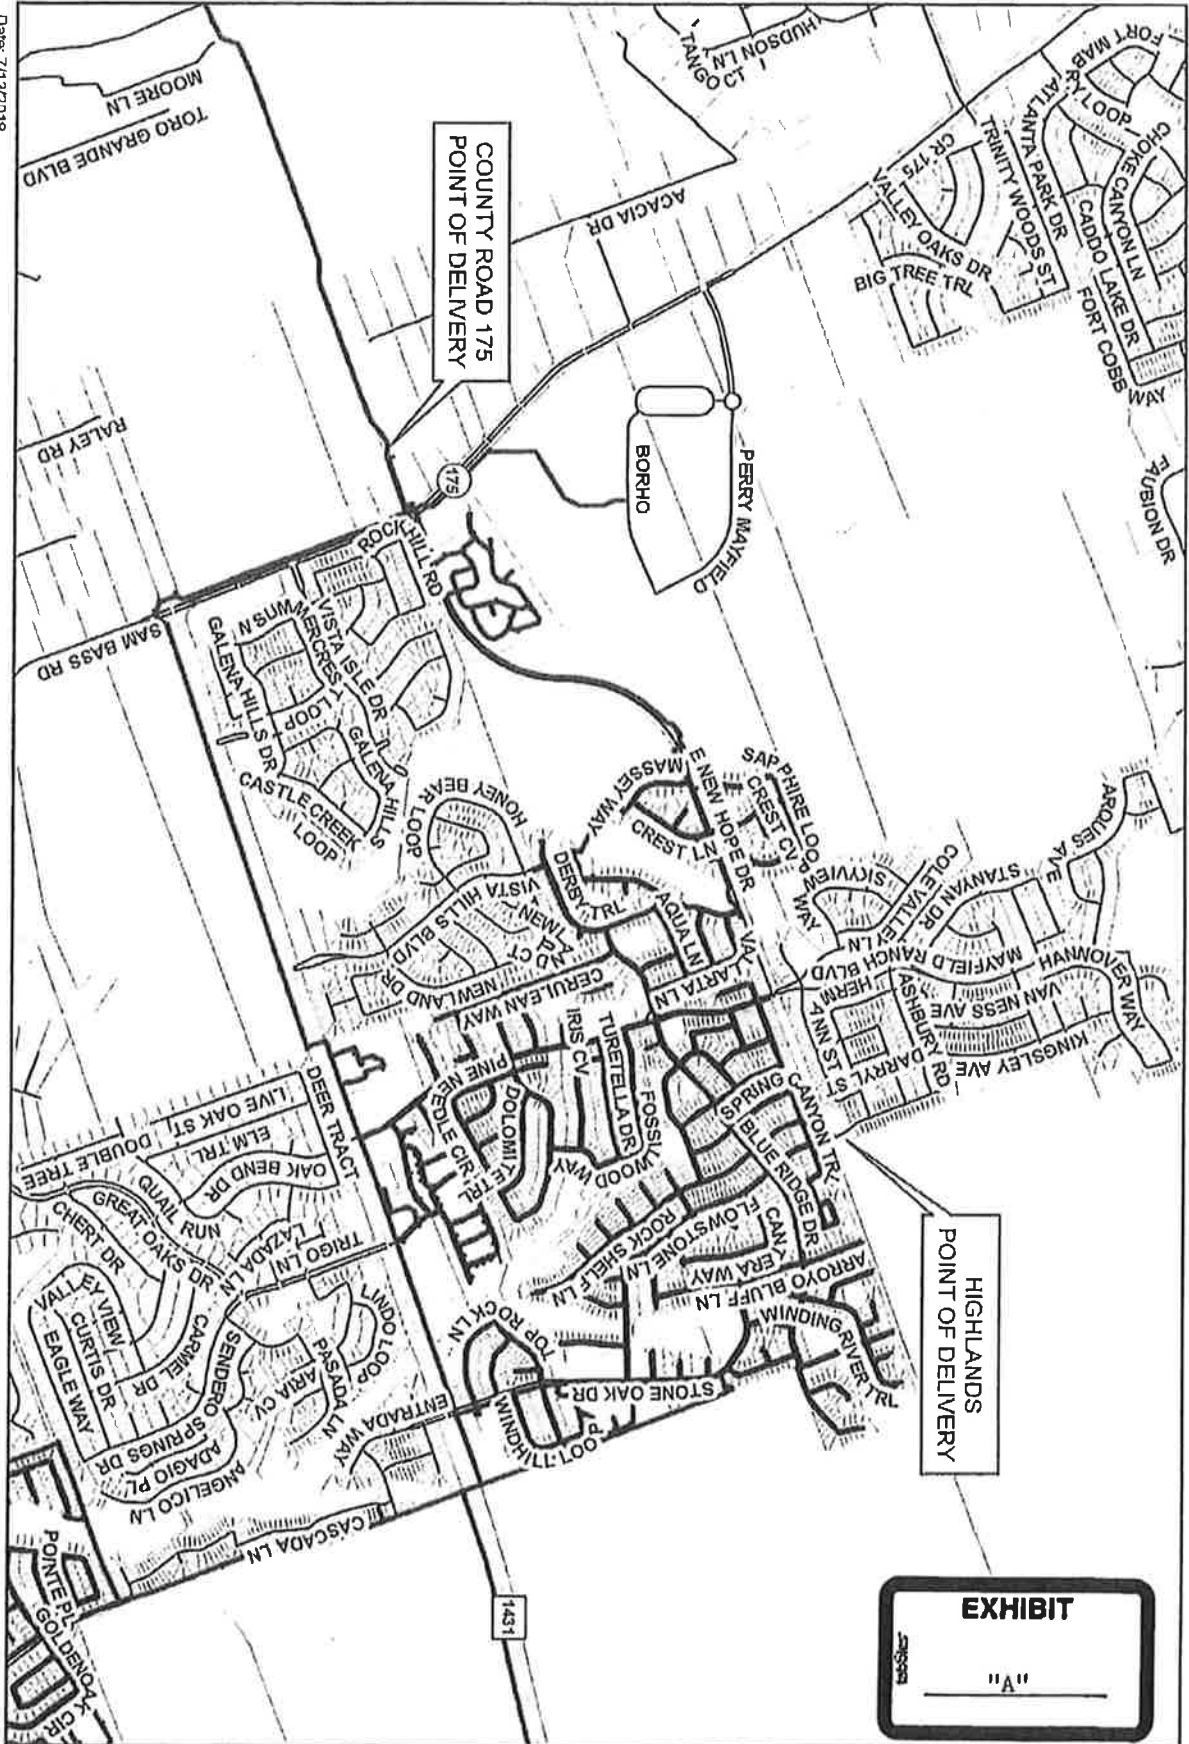 EXHIBIT
"A"
HIGHLANDS
POINT OF DELIVERY
COUNTY ROAD 175
POINT OF DELIVERY
FORT MABRY LOOP
CHOKE CANYON LN
ATLANTA PARK DR
CADDO LAKE DR
TRINITY WOODS ST
FORT COBB WAY
CR 175
VALLEY OAKS DR
BIG TREE TRL
FAUBION DR
HUDSON LN
TANGO CT
ACACIA DR
MOORE LN
TORO GRANDE BLVD
PERRY MAYFIELD
BORHO
175
RALEY RD
ROCK HILL RD
SAM BASS RD
N SUMMERCREST LOOP
VISTA ISLE DR
GALENA HILLS DR
GALENA HILLS LOOP
CASTLE CREEK LOOP
HONEY BEAR LOOP
MASSEY WAY
E NEW HOPE DR
SAPPHIRE LOOP
CREST CV
CREST LN
DERBY TRL
AQUA LN
VISTA HILLS BLVD
NEWLAND CT
NEWLAND DR
CERULEAN WAY
VALLARTA LN
SKYVIEW WAY
COLE VALLEY LN
STANYAN DR
ARQUES AVE
MAYFIELD RANCH BLVD
HANNOVER WAY
VAN NESS AVE
KINGSLEY AVE
HERMANN ST
ASHBURY RD
DARRYL ST
IRIS CV
TURETELLA DR
FOSSILWOOD WAY
PINE NEEDLE CIR
DOLOMITE TRL
SPRING CANYON TRL
BLUE RIDGE DR
ROCK SHELF LN
FLOWSTONE LN
CANTERA WAY
ARROYO BLUFF LN
WINDING RIVER TRL
TOP ROCK LN
STONE OAK DR
WINDHILL LOOP
DEER TRACT
LIVE OAK ST
DOUBLE TREE
ELM TRL
OAK BEND DR
QUAIL RUN
GREAT OAKS DR
CHERT DR
LAZADA LN
TRIGO LN
VALLEY VIEW
CURTIS DR
EAGLE WAY
CARMEL DR
SENDERO SPRINGS DR
LINDO LOOP
PASADA LN
ARIA CV
ADAGIO PL
ANGELICO LN
ENTRADA WAY
CASCADA LN
POINTE PL
GOLDENOAK CIR
1431
Date: 7/13/2018